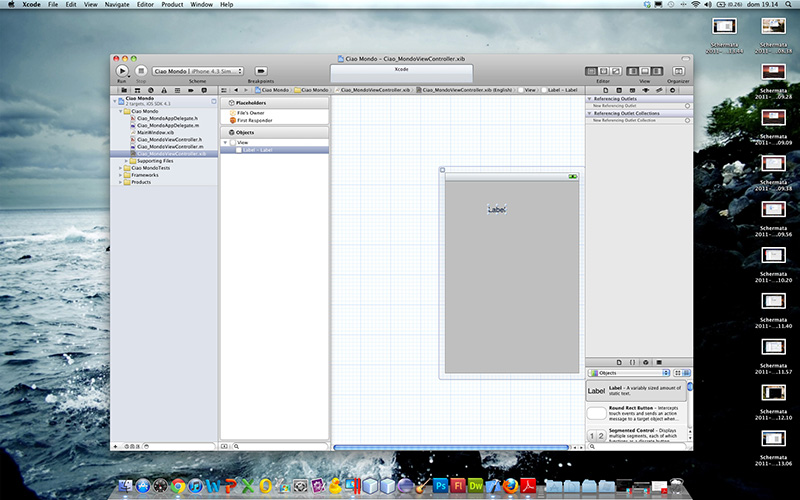 Xcode File Edit View Navigate Editor Product Window Help
(0.26) dom 19.14
Ciao Mondo – Ciao_MondoViewController.xib
Ciao Mondo | iPhone 4.3 Sim...
Xcode
Run Stop Scheme Breakpoints Editor View Organizer
Ciao Mondo
2 targets, iOS SDK 4.3
Ciao Mondo
Ciao_MondoAppDelegate.h
Ciao_MondoAppDelegate.m
MainWindow.xib
Ciao_MondoViewController.h
Ciao_MondoViewController.m
Ciao_MondoViewController.xib
Supporting Files
Ciao MondoTests
Frameworks
Products
Ciao Mondo Ciao Mondo Ciao_MondoViewController.xib Ciao_MondoViewController.xib (English) View Label – Label
Placeholders
File's Owner
First Responder
Objects
View
Label – Label
Label
Referencing Outlets
New Referencing Outlet
Referencing Outlet Collections
New Referencing Outlet Collection
Objects
Label
Label – A variably sized amount of
static text.
Round Rect Button – Intercepts
touch events and sends an action
message to a target object when...
1 2
Segmented Control – Displays
multiple segments, each of which
functions as a discrete button.
Schermata
Schermata
2011-...09.28
2011-...09.09
Schermata
2011-...09.38
Schermata
2011-...09.56
Schermata
2011-...10.20
Schermata
2011-...11.40
Schermata
2011-...11.57
Schermata
2011-...12.10
Schermata
2011-...13.06
W P X O
Ps Fl Dw